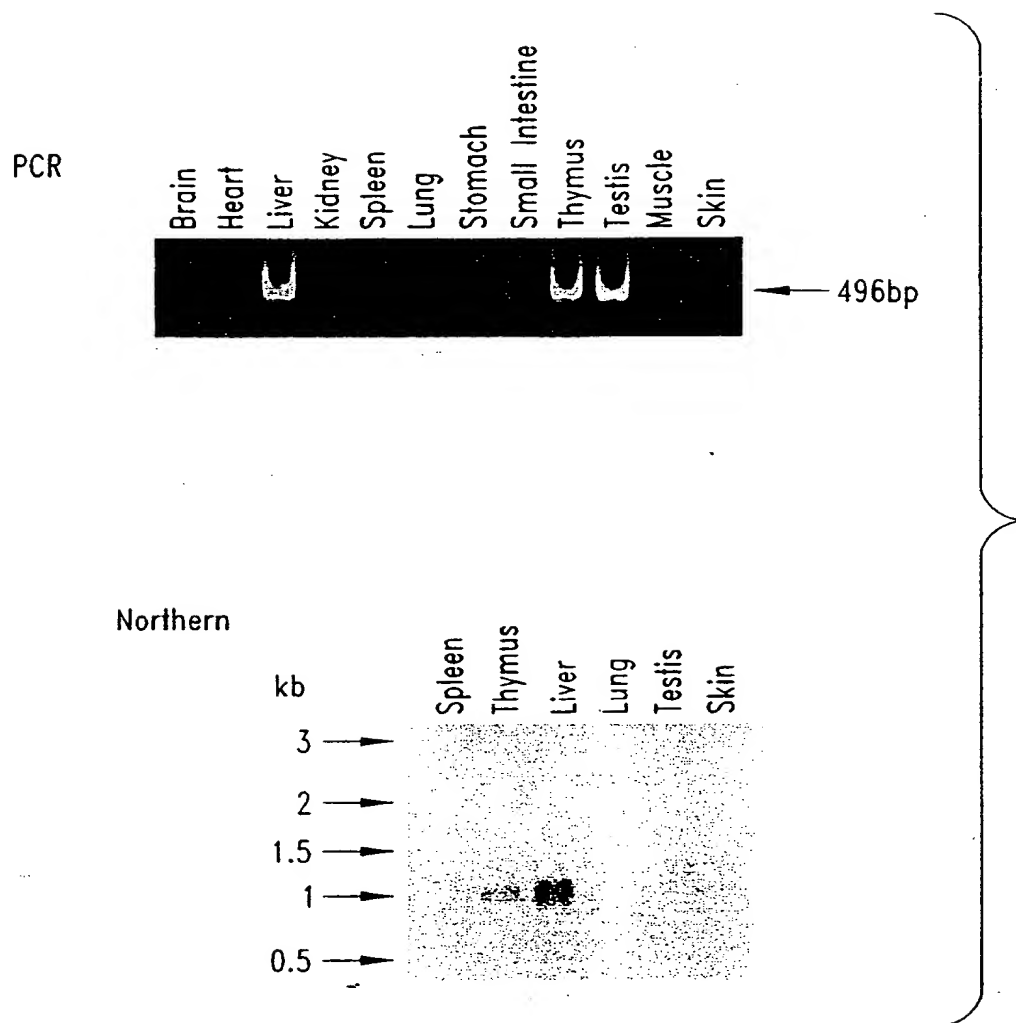 PCR
Brain
Heart
Liver
Kidney
Spleen
Lung
Stomach
Small Intestine
Thymus
Testis
Muscle
Skin
496bp
Northern
kb
Spleen
Thymus
Liver
Lung
Testis
Skin
3
2
1.5
1
0.5